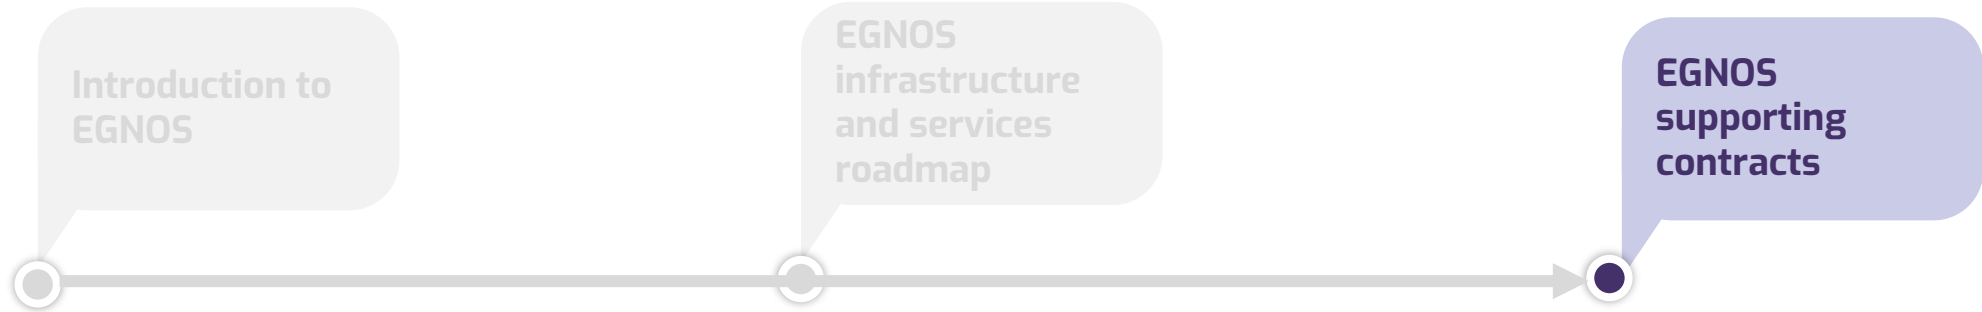 Introduction to
EGNOS
EGNOS
infrastructure
and services
roadmap
EGNOS
supporting
contracts